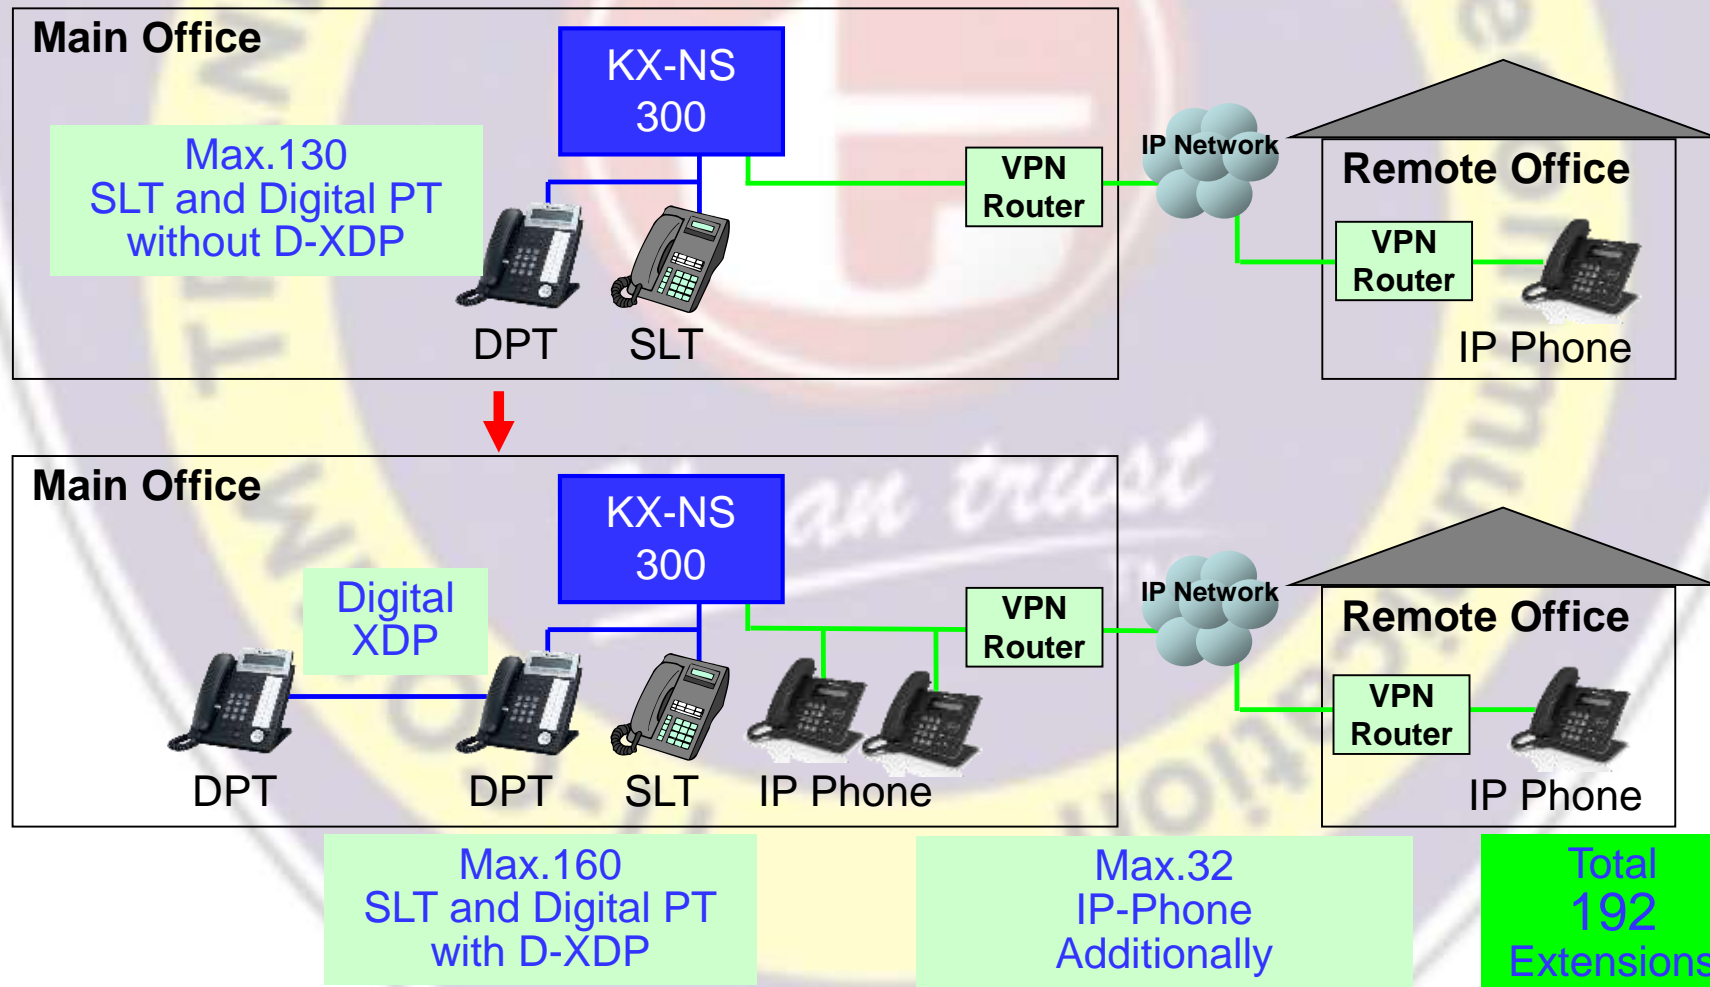 Main Office
KX-NS
300
Max.130
SLT and Digital PT
without D-XDP
DPT
SLT
VPN
Router
IP Network
Remote Office
VPN
Router
IP Phone
Main Office
KX-NS
300
Digital
XDP
DPT
DPT
SLT
IP Phone
VPN
Router
IP Network
Remote Office
VPN
Router
IP Phone
Max.160
SLT and Digital PT
with D-XDP
Max.32
IP-Phone
Additionally
Total
192
Extensions
an trust